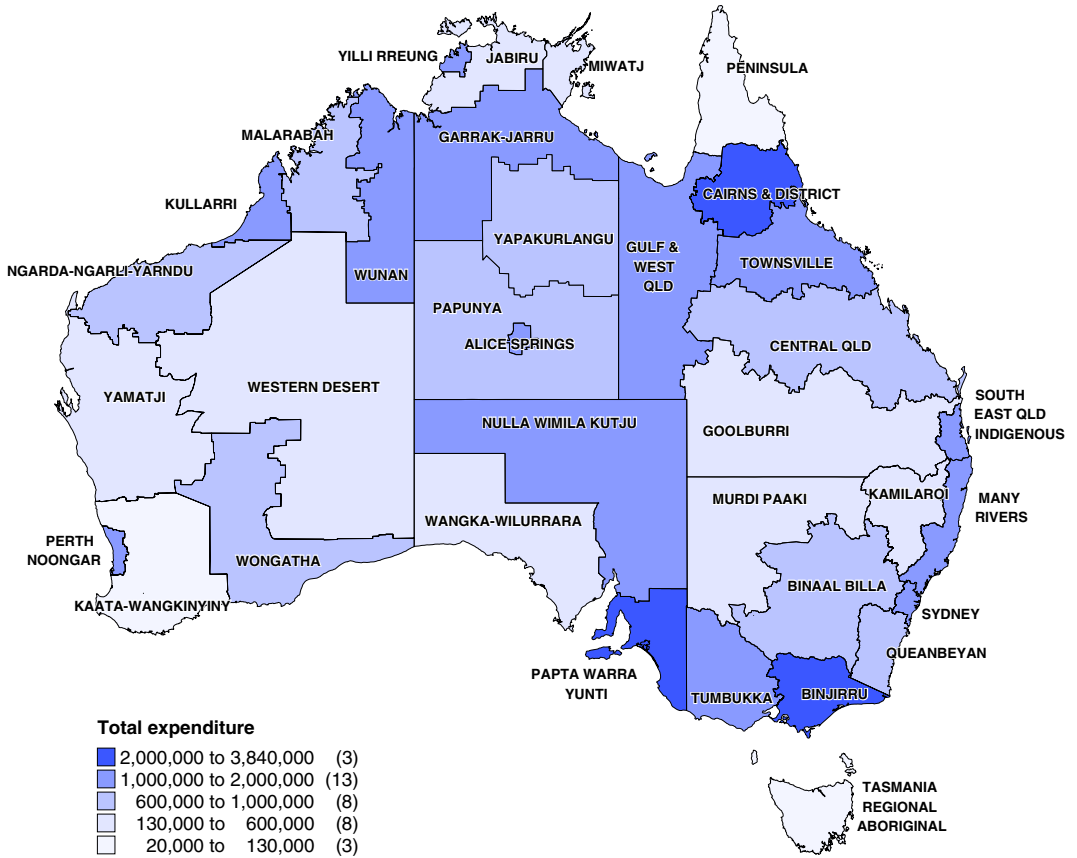 YILLI RREUNG
JABIRU
MIWATJ
PENINSULA
MALARABAH
GARRAK-JARRU
KULLARRI
CAIRNS & DISTRICT
NGARDA-NGARLI-YARNDU
WUNAN
YAPAKURLANGU
GULF &
WEST
QLD
TOWNSVILLE
PAPUNYA
ALICE SPRINGS
CENTRAL QLD
YAMATJI
WESTERN DESERT
SOUTH
EAST QLD
INDIGENOUS
NULLA WIMILA KUTJU
GOOLBURRI
MURDI PAAKI
KAMILAROI
MANY
RIVERS
WANGKA-WILURRARA
PERTH
NOONGAR
WONGATHA
BINAAL BILLA
KAATA-WANGKINYINY
SYDNEY
QUEANBEYAN
PAPTA WARRA
YUNTI
TUMBUKKA
BINJIRRU
Total expenditure
2,000,000 to 3,840,000 (3)
1,000,000 to 2,000,000 (13)
600,000 to 1,000,000 (8)
130,000 to 600,000 (8)
20,000 to 130,000 (3)
TASMANIA
REGIONAL
ABORIGINAL